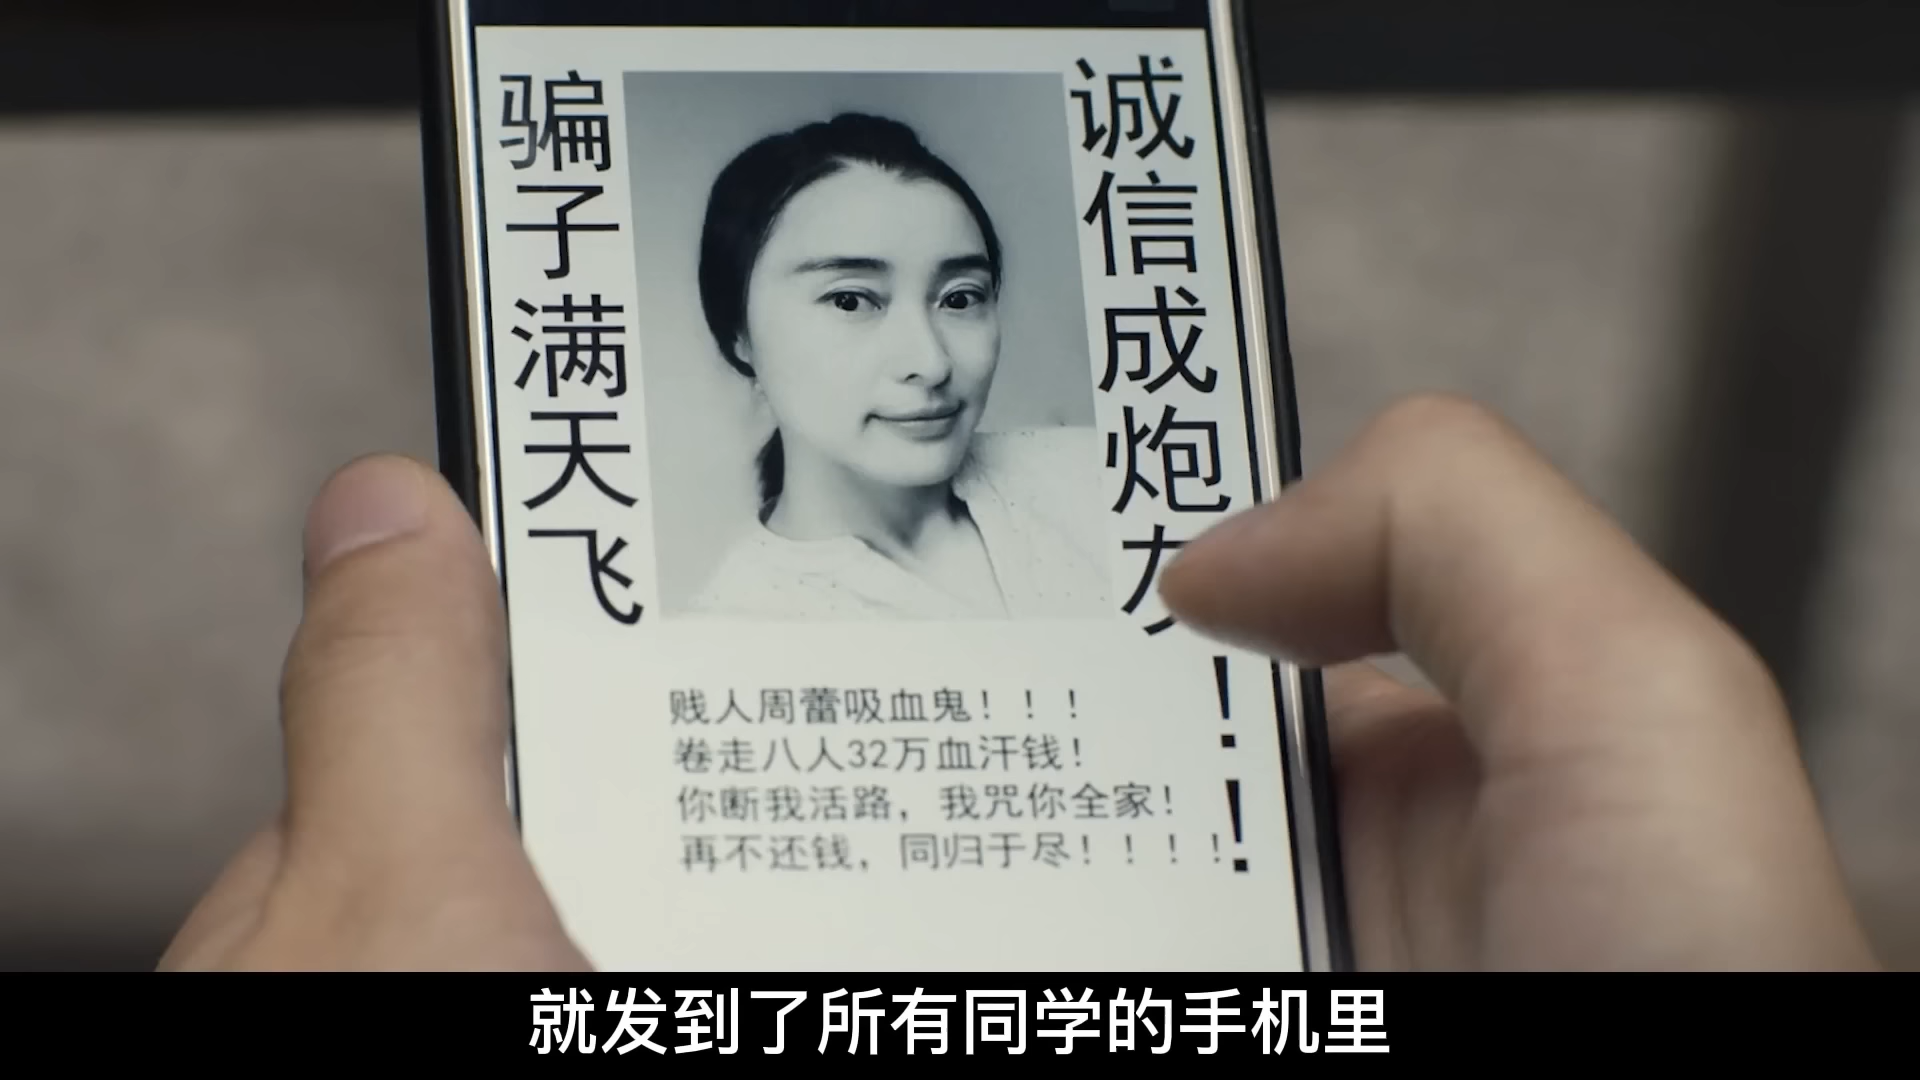 骗子满天飞
诚信成炮灰！！
贱人周蕾吸血鬼！！！
卷走八人32万血汗钱！
你断我活路，我咒你全家！
再不还钱，同归于尽！！！！
就发到了所有同学的手机里